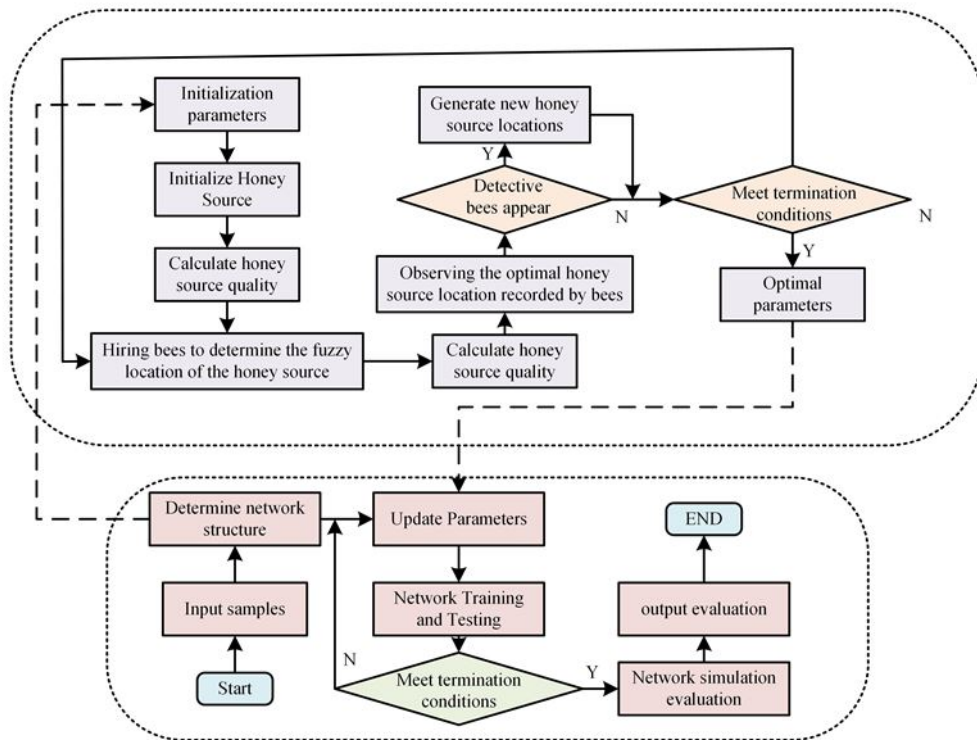 Initialization
parameters
Initialize Honey
Source
Calculate honey
source quality
Hiring bees to determine the fuzzy
location of the honey source
Generate new honey
source locations
Y
Detective
bees appear
N
Observing the optimal honey
source location recorded by bees
Calculate honey
source quality
Meet termination
conditions
N
Y
Optimal
parameters
Determine network
structure
Input samples
Start
Update Parameters
Network Training
and Testing
N
Meet termination
conditions
Y
END
output evaluation
Network simulation
evaluation